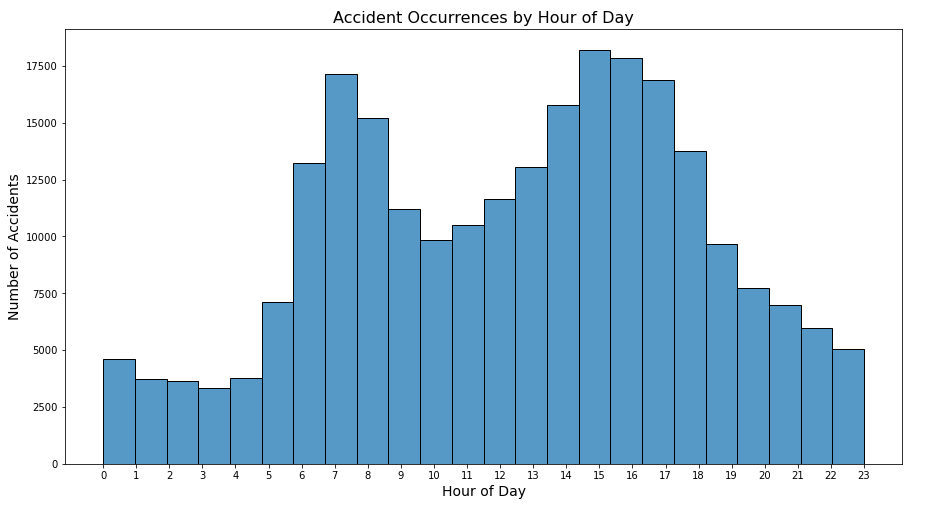 Accident Occurrences by Hour of Day
Number of Accidents
17500
15000
12500
10000
7500
5000
2500
0
0 1 2 3 4 5 6 7 8 9 10 11 12 13 14 15 16 17 18 19 20 21 22 23
Hour of Day